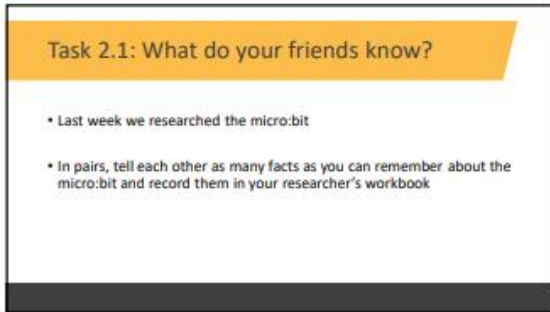 Task 2.1: What do your friends know?
• Last week we researched the micro:bit
• In pairs, tell each other as many facts as you can remember about the
micro:bit and record them in your researcher's workbook